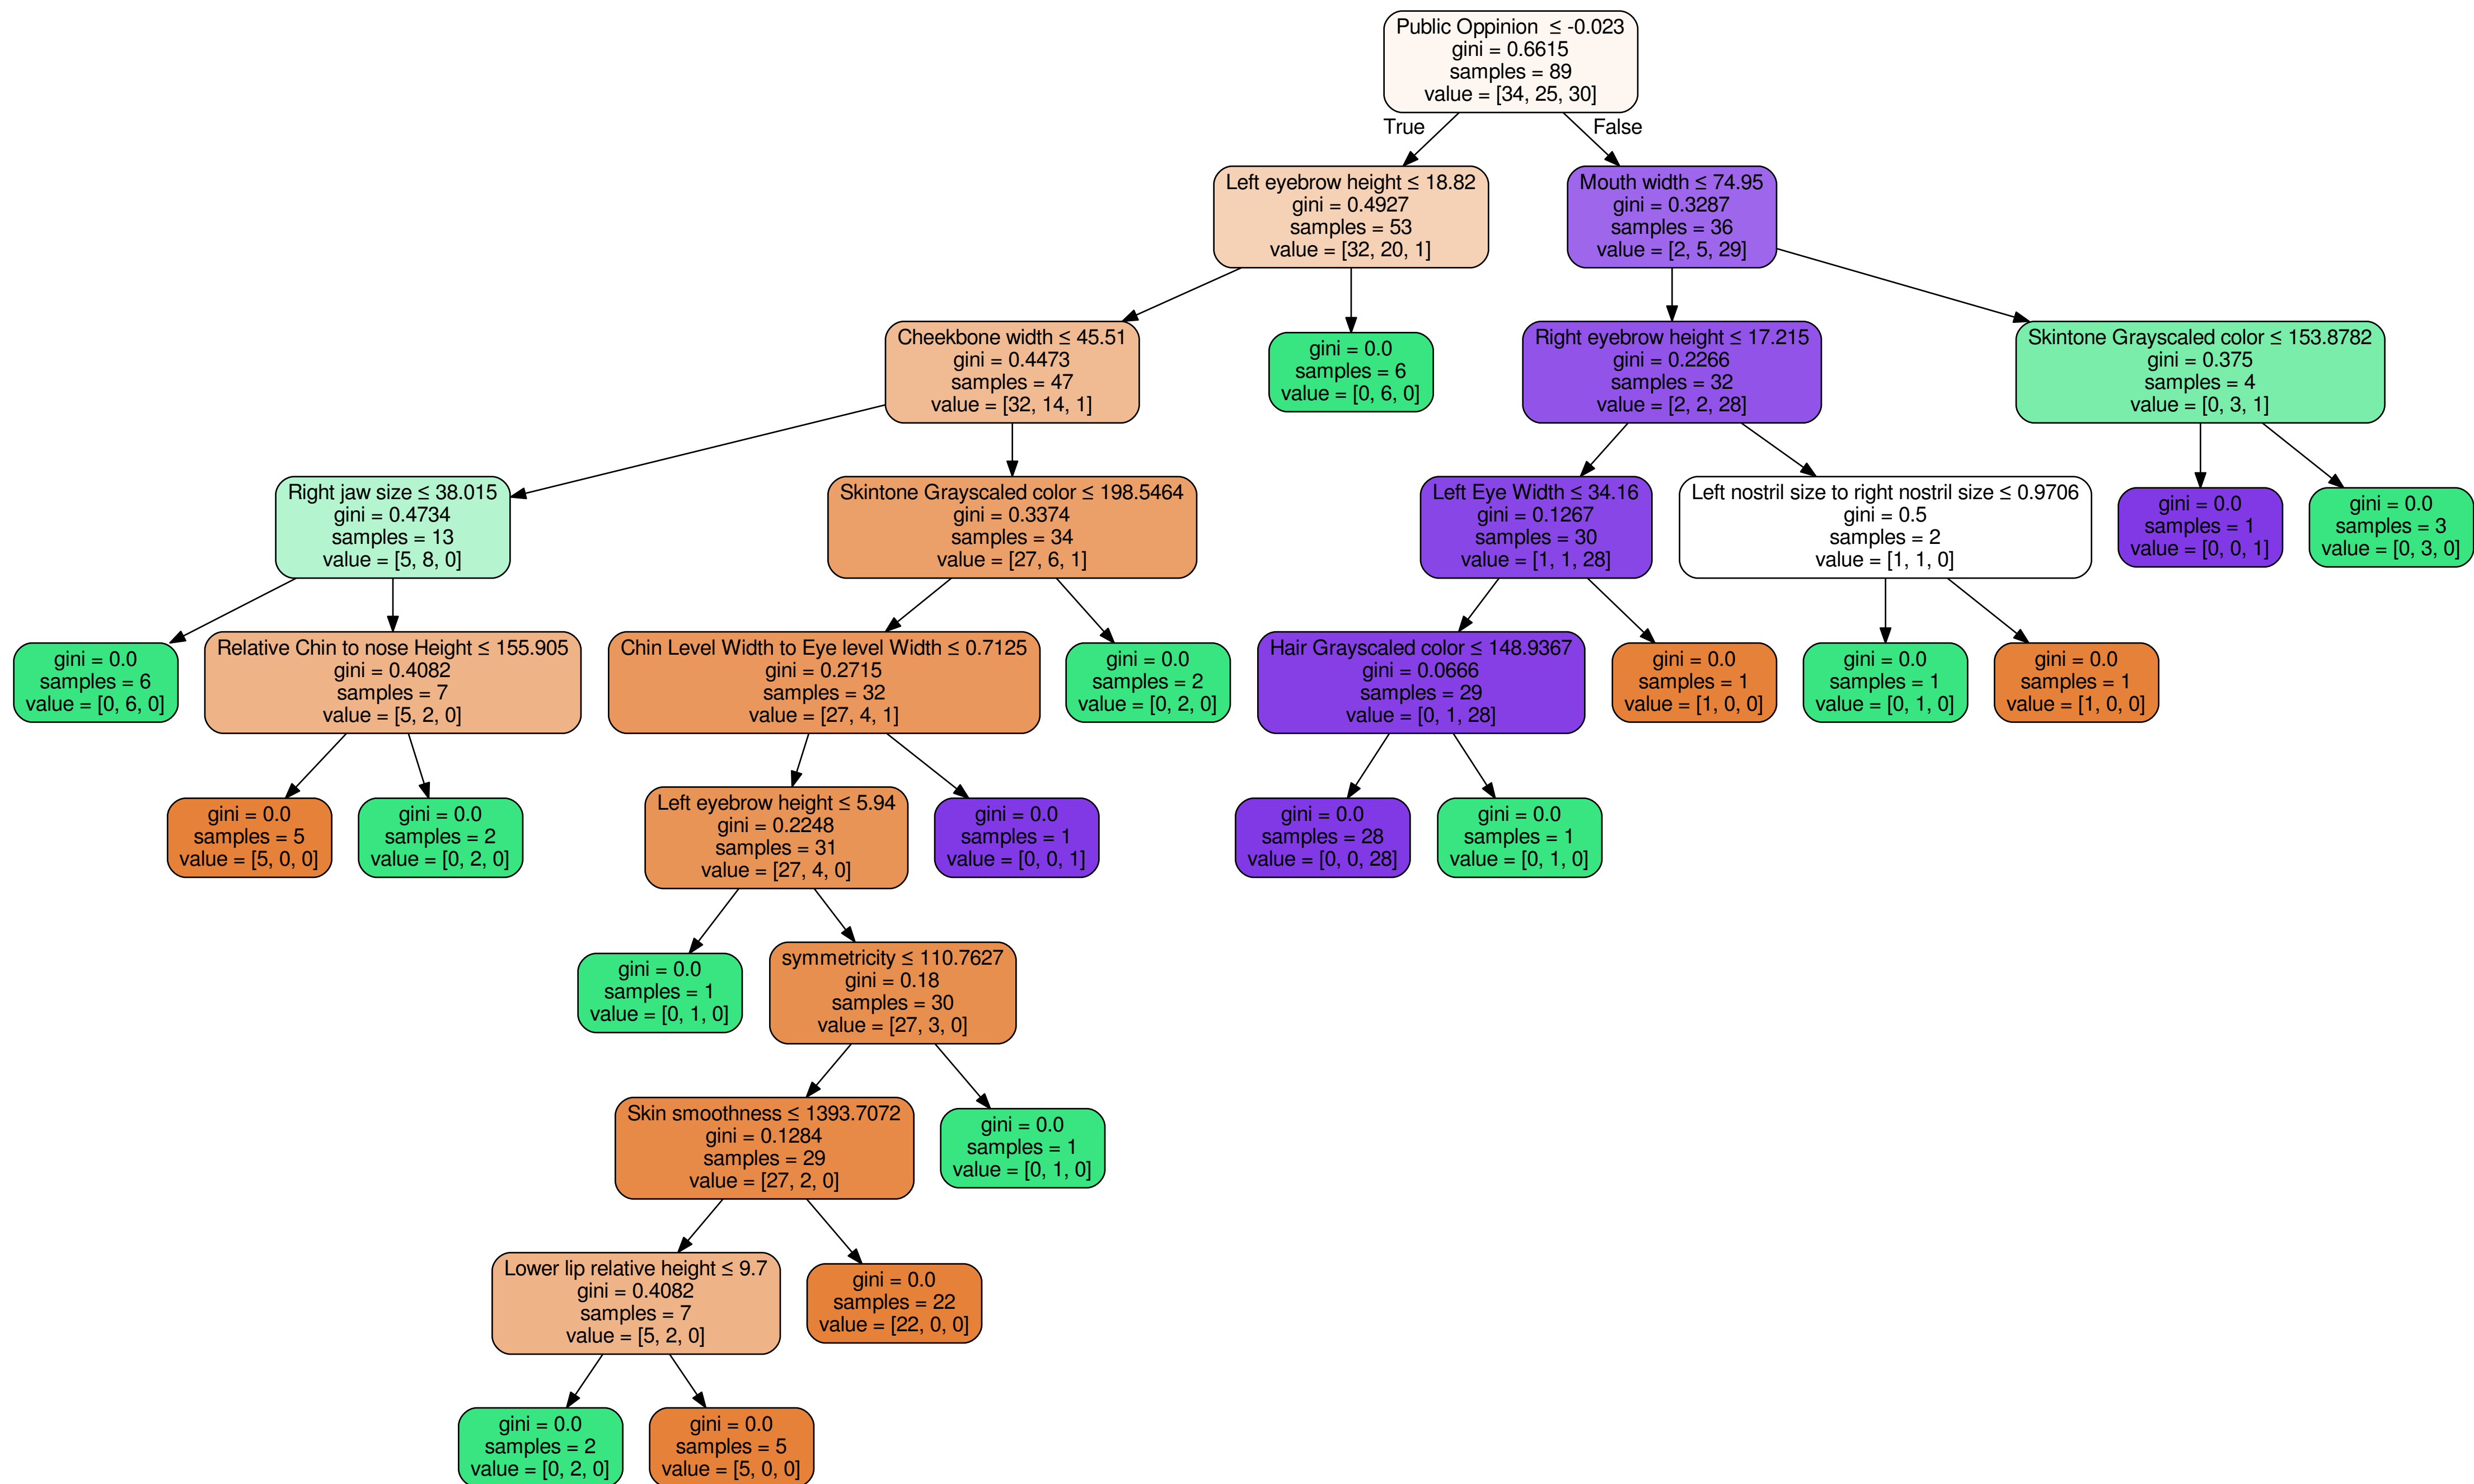 Public Oppinion ≤ -0.023
gini = 0.6615
samples = 89
value = [34, 25, 30]
True
False
Left eyebrow height ≤ 18.82
gini = 0.4927
samples = 53
value = [32, 20, 1]
Mouth width ≤ 74.95
gini = 0.3287
samples = 36
value = [2, 5, 29]
Cheekbone width ≤ 45.51
gini = 0.4473
samples = 47
value = [32, 14, 1]
gini = 0.0
samples = 6
value = [0, 6, 0]
Right eyebrow height ≤ 17.215
gini = 0.2266
samples = 32
value = [2, 2, 28]
Skintone Grayscaled color ≤ 153.8782
gini = 0.375
samples = 4
value = [0, 3, 1]
Right jaw size ≤ 38.015
gini = 0.4734
samples = 13
value = [5, 8, 0]
Skintone Grayscaled color ≤ 198.5464
gini = 0.3374
samples = 34
value = [27, 6, 1]
Left Eye Width ≤ 34.16
gini = 0.1267
samples = 30
value = [1, 1, 28]
Left nostril size to right nostril size ≤ 0.9706
gini = 0.5
samples = 2
value = [1, 1, 0]
gini = 0.0
samples = 1
value = [0, 0, 1]
gini = 0.0
samples = 3
value = [0, 3, 0]
gini = 0.0
samples = 6
value = [0, 6, 0]
Relative Chin to nose Height ≤ 155.905
gini = 0.4082
samples = 7
value = [5, 2, 0]
Chin Level Width to Eye level Width ≤ 0.7125
gini = 0.2715
samples = 32
value = [27, 4, 1]
gini = 0.0
samples = 2
value = [0, 2, 0]
Hair Grayscaled color ≤ 148.9367
gini = 0.0666
samples = 29
value = [0, 1, 28]
gini = 0.0
samples = 1
value = [1, 0, 0]
gini = 0.0
samples = 1
value = [0, 1, 0]
gini = 0.0
samples = 1
value = [1, 0, 0]
gini = 0.0
samples = 5
value = [5, 0, 0]
gini = 0.0
samples = 2
value = [0, 2, 0]
Left eyebrow height ≤ 5.94
gini = 0.2248
samples = 31
value = [27, 4, 0]
gini = 0.0
samples = 1
value = [0, 0, 1]
gini = 0.0
samples = 28
value = [0, 0, 28]
gini = 0.0
samples = 1
value = [0, 1, 0]
gini = 0.0
samples = 1
value = [0, 1, 0]
symmetricity ≤ 110.7627
gini = 0.18
samples = 30
value = [27, 3, 0]
Skin smoothness ≤ 1393.7072
gini = 0.1284
samples = 29
value = [27, 2, 0]
gini = 0.0
samples = 1
value = [0, 1, 0]
Lower lip relative height ≤ 9.7
gini = 0.4082
samples = 7
value = [5, 2, 0]
gini = 0.0
samples = 22
value = [22, 0, 0]
gini = 0.0
samples = 2
value = [0, 2, 0]
gini = 0.0
samples = 5
value = [5, 0, 0]